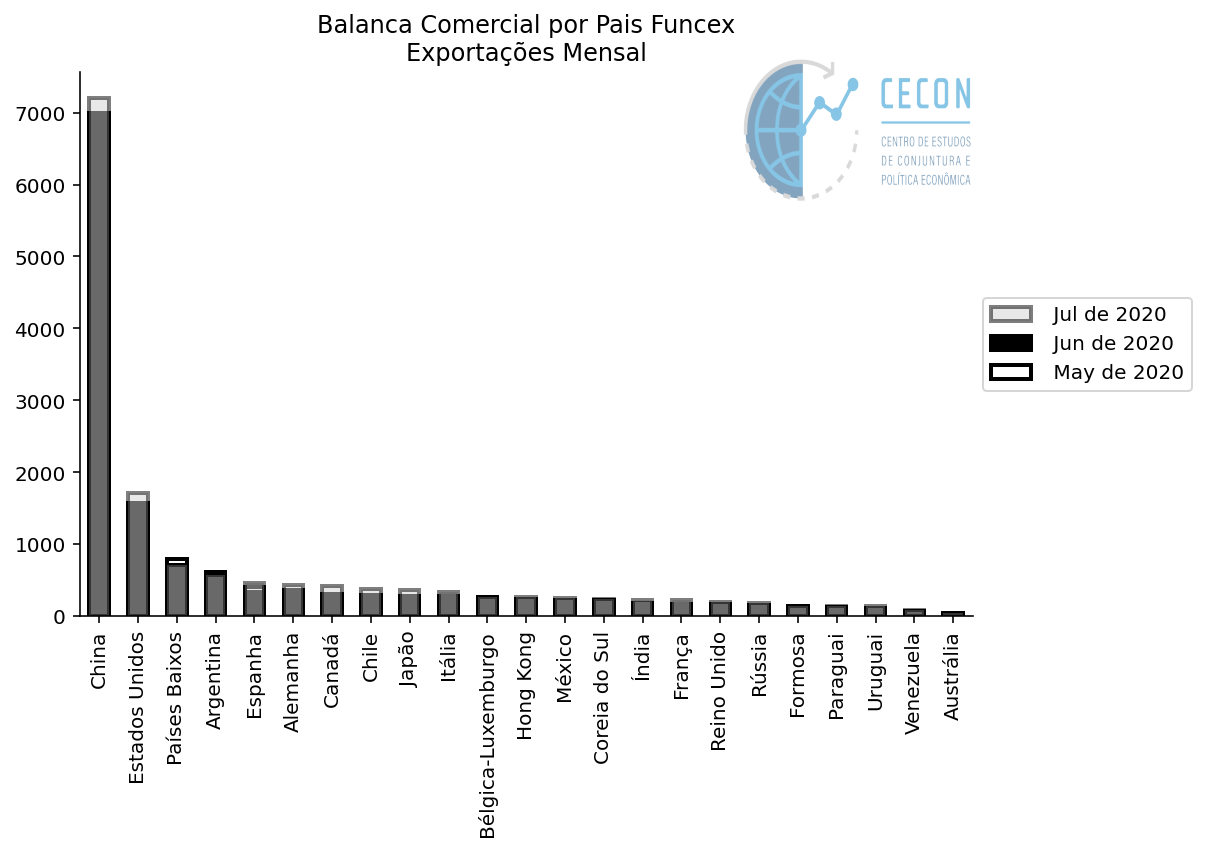 Balanca Comercial por Pais Funcex
Exportações Mensal
CECON
CENTRO DE ESTUDOS
DE CONJUNTURA E
POLÍTICA ECONÔMICA
7000
6000
5000
4000
3000
2000
1000
0
Jul de 2020
Jun de 2020
May de 2020
China
Estados Unidos
Países Baixos
Argentina
Espanha
Alemanha
Canadá
Chile
Japão
Itália
Bélgica-Luxemburgo
Hong Kong
México
Coreia do Sul
Índia
França
Reino Unido
Rússia
Formosa
Paraguai
Uruguai
Venezuela
Austrália